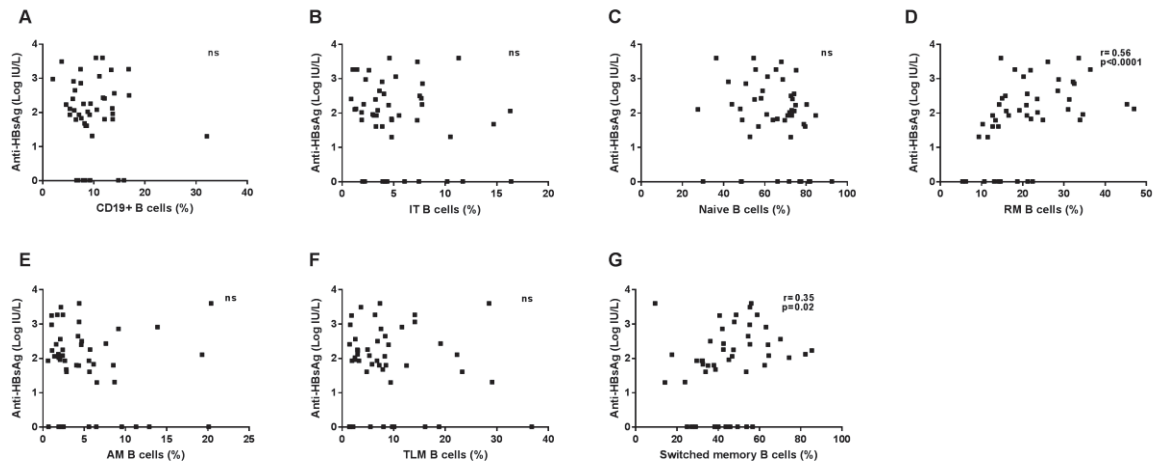 A
Anti-HBsAg (Log IU/L)
4
3
2
1
0
ns
0 10 20 30 40
CD19+ B cells (%)
B
Anti-HBsAg (Log IU/L)
4
3
2
1
0
ns
0 5 10 15 20
IT B cells (%)
C
Anti-HBsAg (Log IU/L)
4
3
2
1
0
ns
0 20 40 60 80 100
Naive B cells (%)
D
Anti-HBsAg (Log IU/L)
4
3
2
1
0
r= 0.56
p<0.0001
0 10 20 30 40 50
RM B cells (%)
E
Anti-HBsAg (Log IU/L)
4
3
2
1
0
ns
0 5 10 15 20 25
AM B cells (%)
F
Anti-HBsAg (Log IU/L)
4
3
2
1
0
ns
0 10 20 30 40
TLM B cells (%)
G
Anti-HBsAg (Log IU/L)
4
3
2
1
0
r= 0.35
p= 0.02
0 20 40 60 80 100
Switched memory B cells (%)